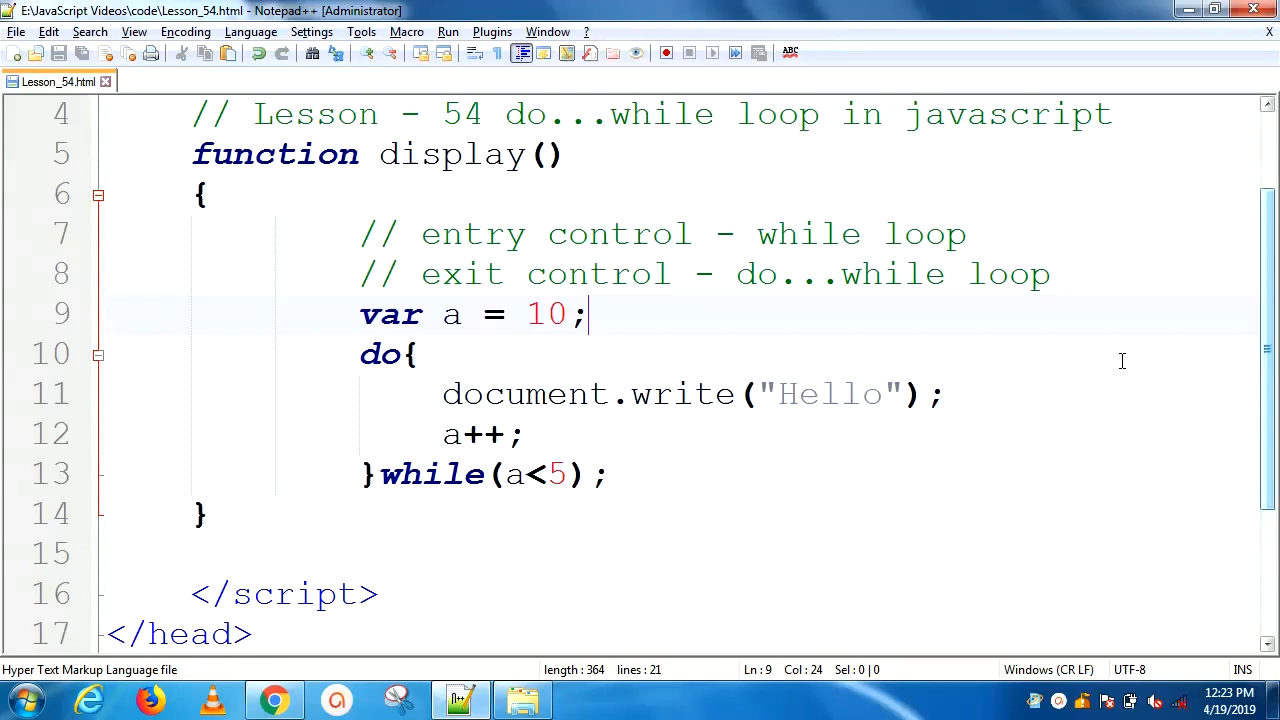 E:\JavaScript Videos\code\Lesson_54.html - Notepad++ [Administrator]
File Edit Search View Encoding Language Settings Tools Macro Run Plugins Window ? X
ABC
Lesson_54.html
4 // Lesson - 54 do...while loop in javascript
5 function display()
6 {
7 // entry control - while loop
8 // exit control - do...while loop
9 var a = 10;
10 do{
11 document.write("Hello");
12 a++;
13 }while(a<5);
14 }
15
16 </script>
17 </head>
Hyper Text Markup Language file length : 364 lines : 21 Ln : 9 Col : 24 Sel : 0 | 0 Windows (CR LF) UTF-8 INS
12:23 PM
4/19/2019